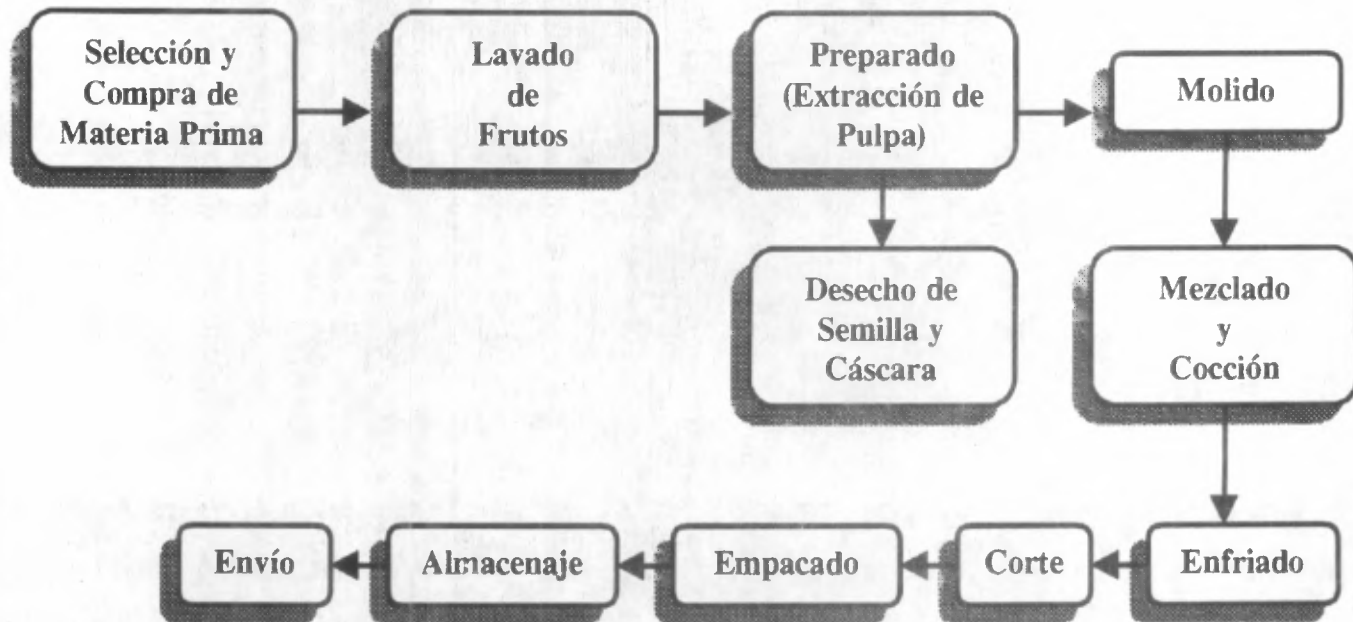 Selección y
Compra de
Materia Prima
Lavado
de
Frutos
Preparado
(Extracción de
Pulpa)
Molido
Desecho de
Semilla y
Cáscara
Mezclado
y
Cocción
Enfriado
Corte
Empacado
Almacenaje
Envío